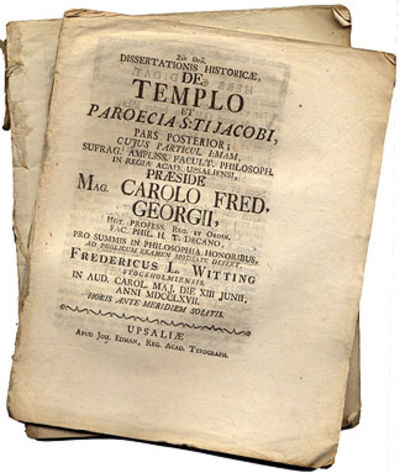 DISSERTATIONIS HISTORICÆ,
DE
TEMPLO
ET
PAROECIA S:TI JACOBI,
PARS POSTERIOR;
CUJUS PARTICUL. I:MAM,
SUFRAG. AMPLISS. FACULT. PHILOSOPH.
IN REGIA ACAD. UPSALIENSI,
PRÆSIDE
MAG. CAROLO FRED.
GEORGII,
HIST. PROFESS. REG. ET ORDIN.
FAC. PHIL. H. T. DECANO,
PRO SUMMIS IN PHILOSOPHIA HONORIBUS,
AD PUBLICUM EXAMEN MODESTE DEFERT,
FREDERICUS L. WITTING
STOCKHOLMIENSIS.
IN AUD. CAROL. MAJ. DIE XIII JUNII,
ANNI MDCCLXVII.
HORIS ANTE MERIDIEM SOLATIS.
UPSALIÆ
APUD JOH. EDMAN, REG. ACAD. TYPOGRAPH.